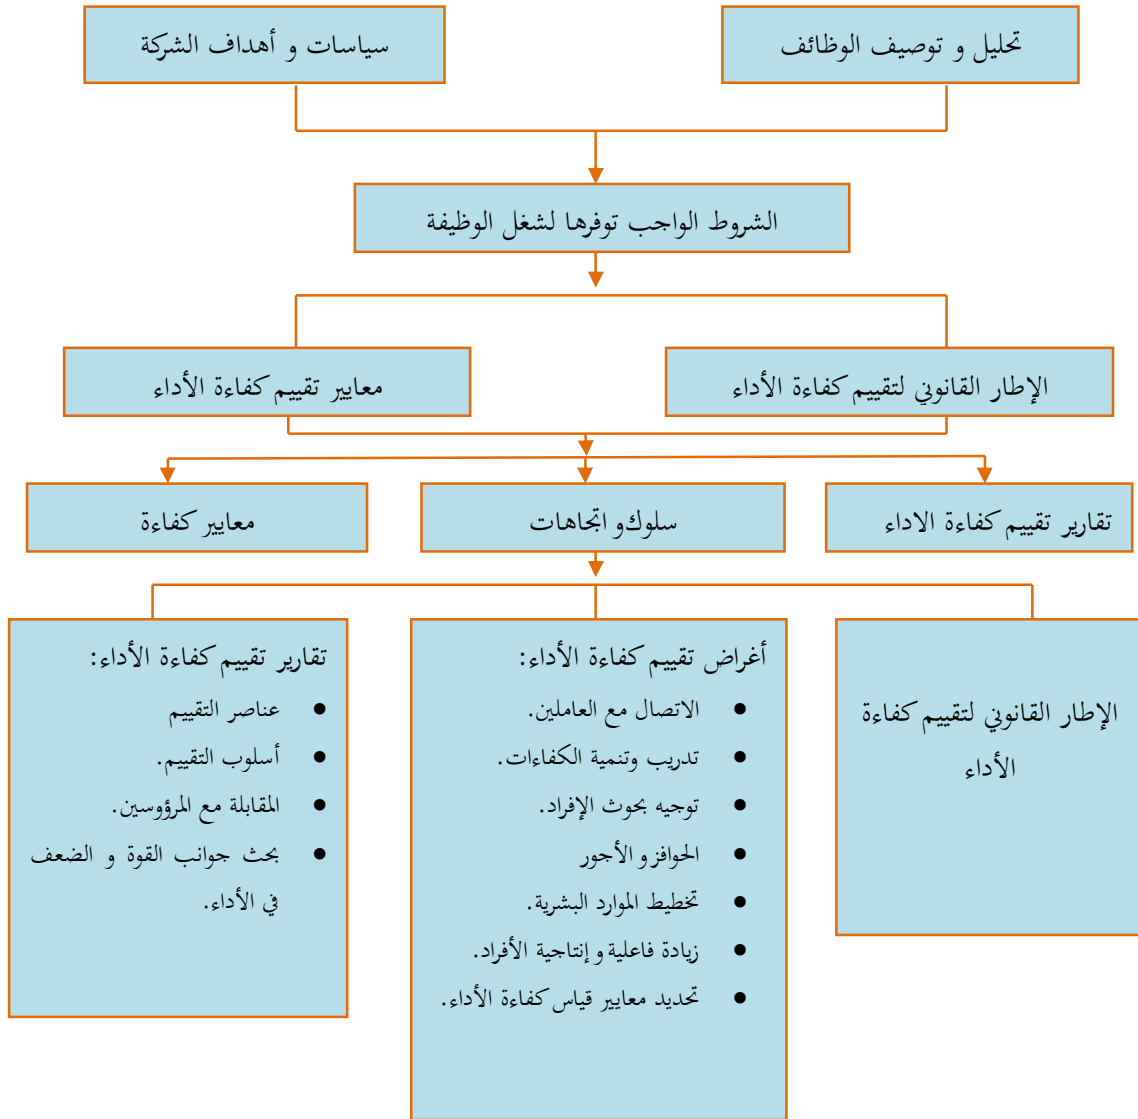 تحليل و توصيف الوظائف
سياسات و أهداف الشركة
الشروط الواجب توفرها لشغل الوظيفة
الإطار القانوني لتقييم كفاءة الأداء
معايير تقييم كفاءة الأداء
تقارير تقييم كفاءة الاداء
سلوك و اتجاهات
معايير كفاءة
الإطار القانوني لتقييم كفاءة
الأداء
أغراض تقييم كفاءة الأداء:
● الاتصال مع العاملين.
● تدريب وتنمية الكفاءات.
● توجيه بحوث الإفراد.
● الحوافز و الأجور
● تخطيط الموارد البشرية.
● زيادة فاعلية و إنتاجية الأفراد.
● تحديد معايير قياس كفاءة الأداء.
تقارير تقييم كفاءة الأداء:
● عناصر التقييم
● أسلوب التقييم.
● المقابلة مع المرؤوسين.
● بحث جوانب القوة و الضعف
في الأداء.